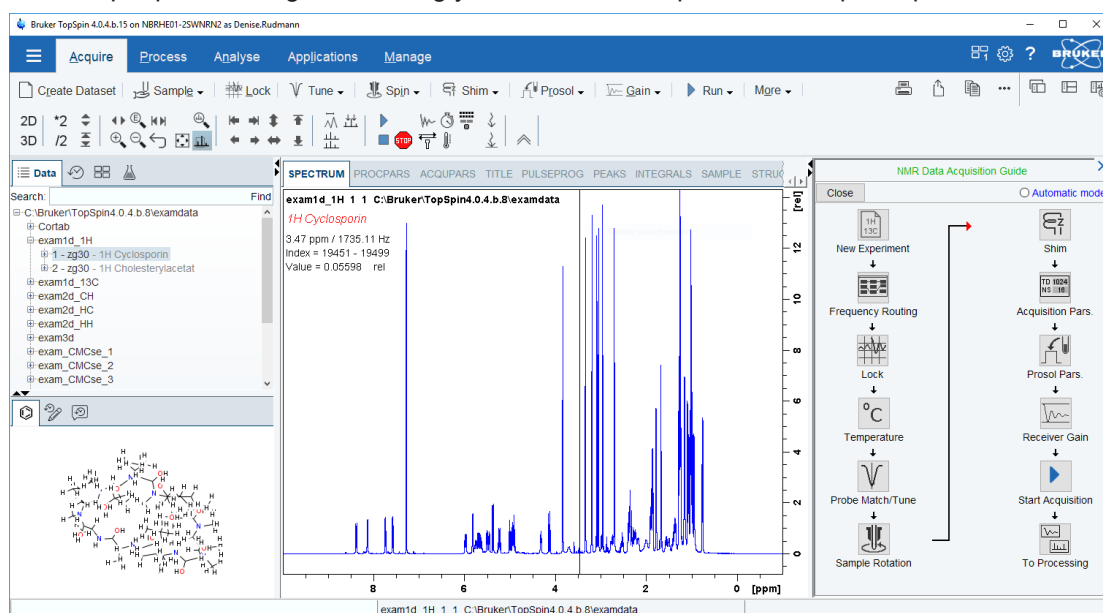 Bruker TopSpin 4.0.4.b.15 on NBRHE01-2SWNRN2 as Denise.Rudmann
Acquire Process Analyse Applications Manage
BRUKER
Create Dataset Sample Lock Tune Spin Shim Prosol Gain Run More
2D *2
3D /2
STOP
Data
Search: Find
C:\Bruker\TopSpin4.0.4.b.8\examdata
Cortab
exam1d_1H
1 - zg30 - 1H Cyclosporin
2 - zg30 - 1H Cholesterylacetat
exam1d_13C
exam2d_CH
exam2d_HC
exam2d_HH
exam3d
exam_CMCse_1
exam_CMCse_2
exam_CMCse_3
SPECTRUM PROCPARS ACQUPARS TITLE PULSEPROG PEAKS INTEGRALS SAMPLE STRUC
exam1d_1H 1 1 C:\Bruker\TopSpin4.0.4.b.8\examdata
1H Cyclosporin
3.47 ppm / 1735.11 Hz
Index = 19451 - 19499
Value = 0.05598 rel
[rel]
12
10
8
6
4
2
0
8 6 4 2 0 [ppm]
NMR Data Acquisition Guide
Close Automatic mode
1H
13C
New Experiment
Frequency Routing
Lock
°C
Temperature
Probe Match/Tune
Sample Rotation
Shim
TD 1024
NS 16
Acquisition Pars.
Prosol Pars.
Receiver Gain
Start Acquisition
To Processing
exam1d_1H 1 1 C:\Bruker\TopSpin4.0.4.b.8\examdata